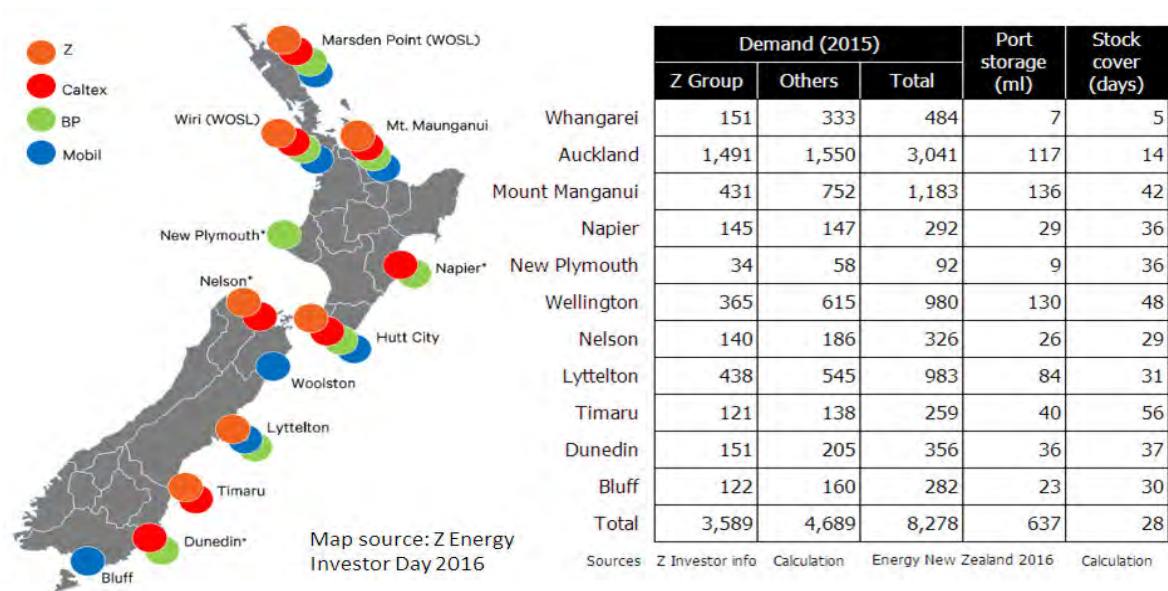 Z
Caltex
BP
Mobil
Marsden Point (WOSL)
Wiri (WOSL)
Mt. Maunganui
New Plymouth*
Napier*
Nelson*
Hutt City
Woolston
Lyttelton
Timaru
Dunedin*
Bluff
Map source: Z Energy
Investor Day 2016
Demand (2015) Port storage (ml) Stock cover (days)
Z Group Others Total
Whangarei 151 333 484 7 5
Auckland 1,491 1,550 3,041 117 14
Mount Manganui 431 752 1,183 136 42
Napier 145 147 292 29 36
New Plymouth 34 58 92 9 36
Wellington 365 615 980 130 48
Nelson 140 186 326 26 29
Lyttelton 438 545 983 84 31
Timaru 121 138 259 40 56
Dunedin 151 205 356 36 37
Bluff 122 160 282 23 30
Total 3,589 4,689 8,278 637 28
Sources Z Investor info Calculation Energy New Zealand 2016 Calculation